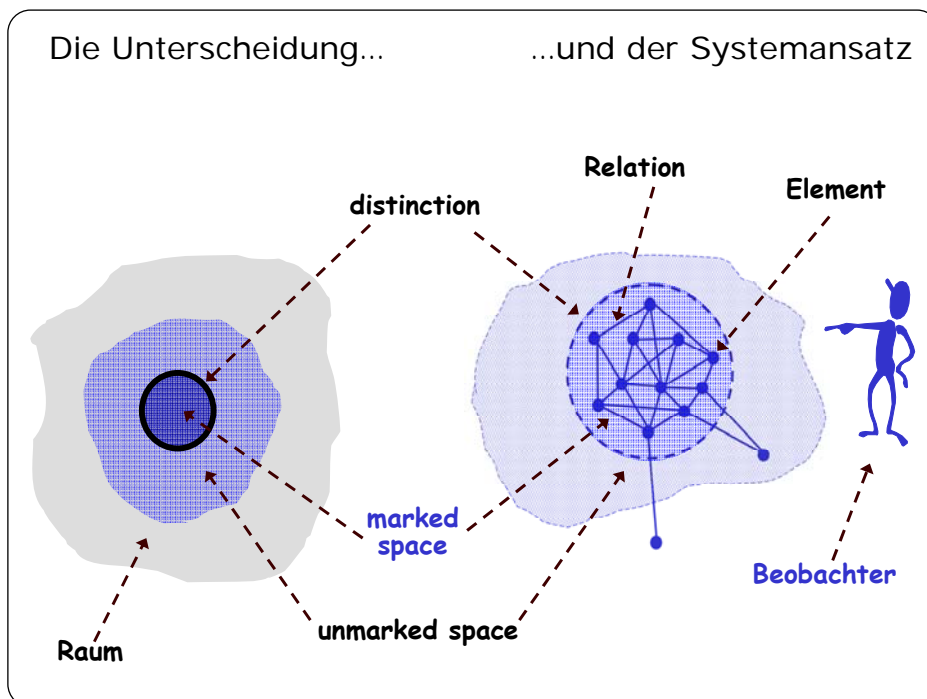 Die Unterscheidung...
...und der Systemansatz
Relation
Element
distinction
marked
space
Beobachter
unmarked space
Raum